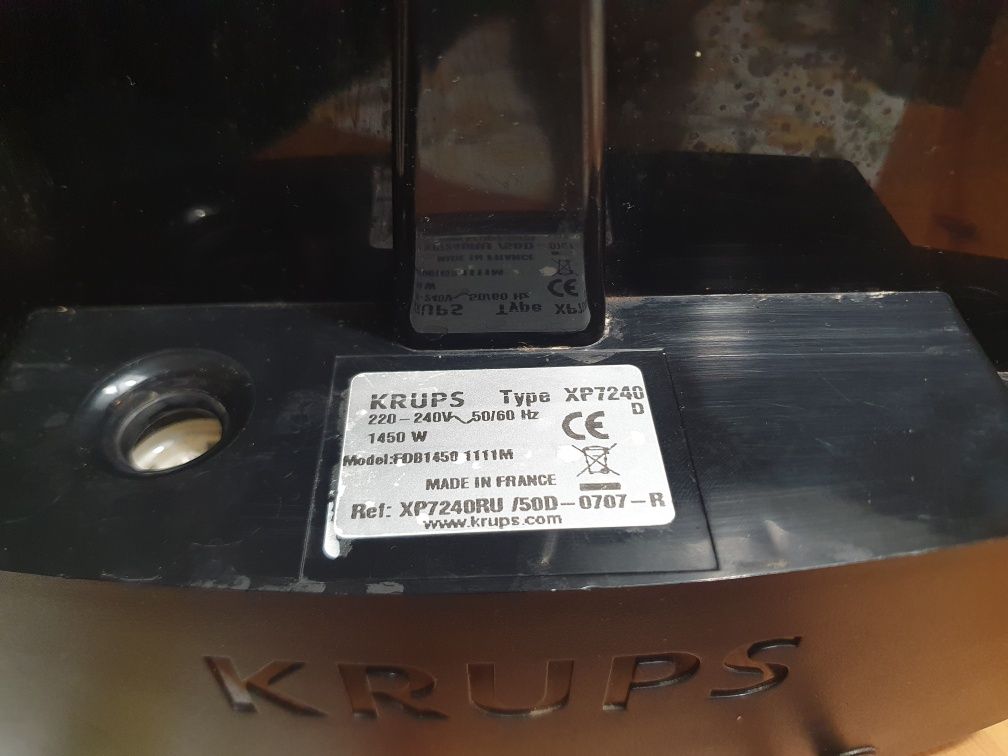 KRUPS Type XP7240
D
220-240V~50/60 Hz
1450 W
CE
Model:FDB1450 1111M
MADE IN FRANCE
Ref: XP7240RU /50D-0707-R
www.krups.com
KRUPS